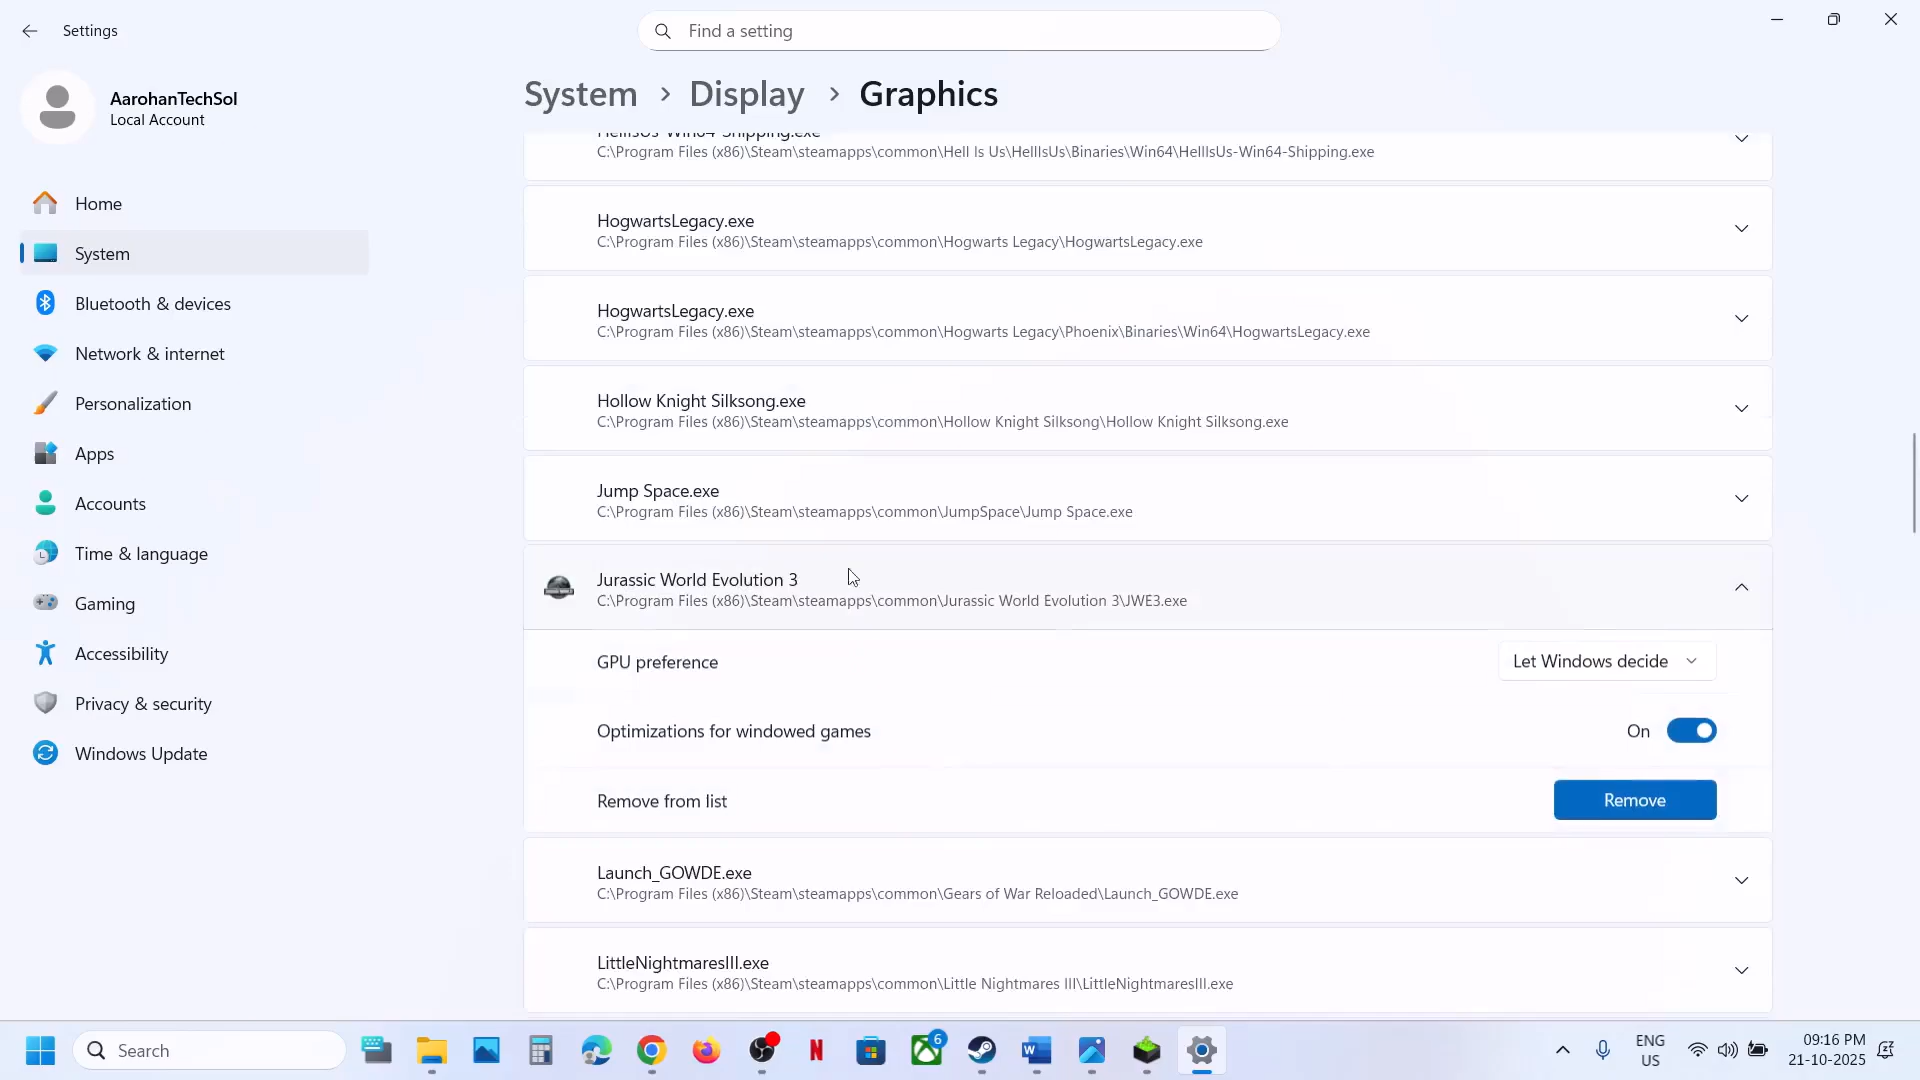 Settings
Find a setting
AarohanTechSol
Local Account
System > Display > Graphics
Home
System
Bluetooth & devices
Network & internet
Personalization
Apps
Accounts
Time & language
Gaming
Accessibility
Privacy & security
Windows Update
HellIsUs-Win64-Shipping.exe
C:\Program Files (x86)\Steam\steamapps\common\Hell Is Us\HellIsUs\Binaries\Win64\HellIsUs-Win64-Shipping.exe
HogwartsLegacy.exe
C:\Program Files (x86)\Steam\steamapps\common\Hogwarts Legacy\HogwartsLegacy.exe
HogwartsLegacy.exe
C:\Program Files (x86)\Steam\steamapps\common\Hogwarts Legacy\Phoenix\Binaries\Win64\HogwartsLegacy.exe
Hollow Knight Silksong.exe
C:\Program Files (x86)\Steam\steamapps\common\Hollow Knight Silksong\Hollow Knight Silksong.exe
Jump Space.exe
C:\Program Files (x86)\Steam\steamapps\common\JumpSpace\Jump Space.exe
Jurassic World Evolution 3
C:\Program Files (x86)\Steam\steamapps\common\Jurassic World Evolution 3\JWE3.exe
GPU preference
Let Windows decide
Optimizations for windowed games
On
Remove from list
Remove
Launch_GOWDE.exe
C:\Program Files (x86)\Steam\steamapps\common\Gears of War Reloaded\Launch_GOWDE.exe
LittleNightmaresIII.exe
C:\Program Files (x86)\Steam\steamapps\common\Little Nightmares III\LittleNightmaresIII.exe
Search
6
ENG
US
09:16 PM
21-10-2025